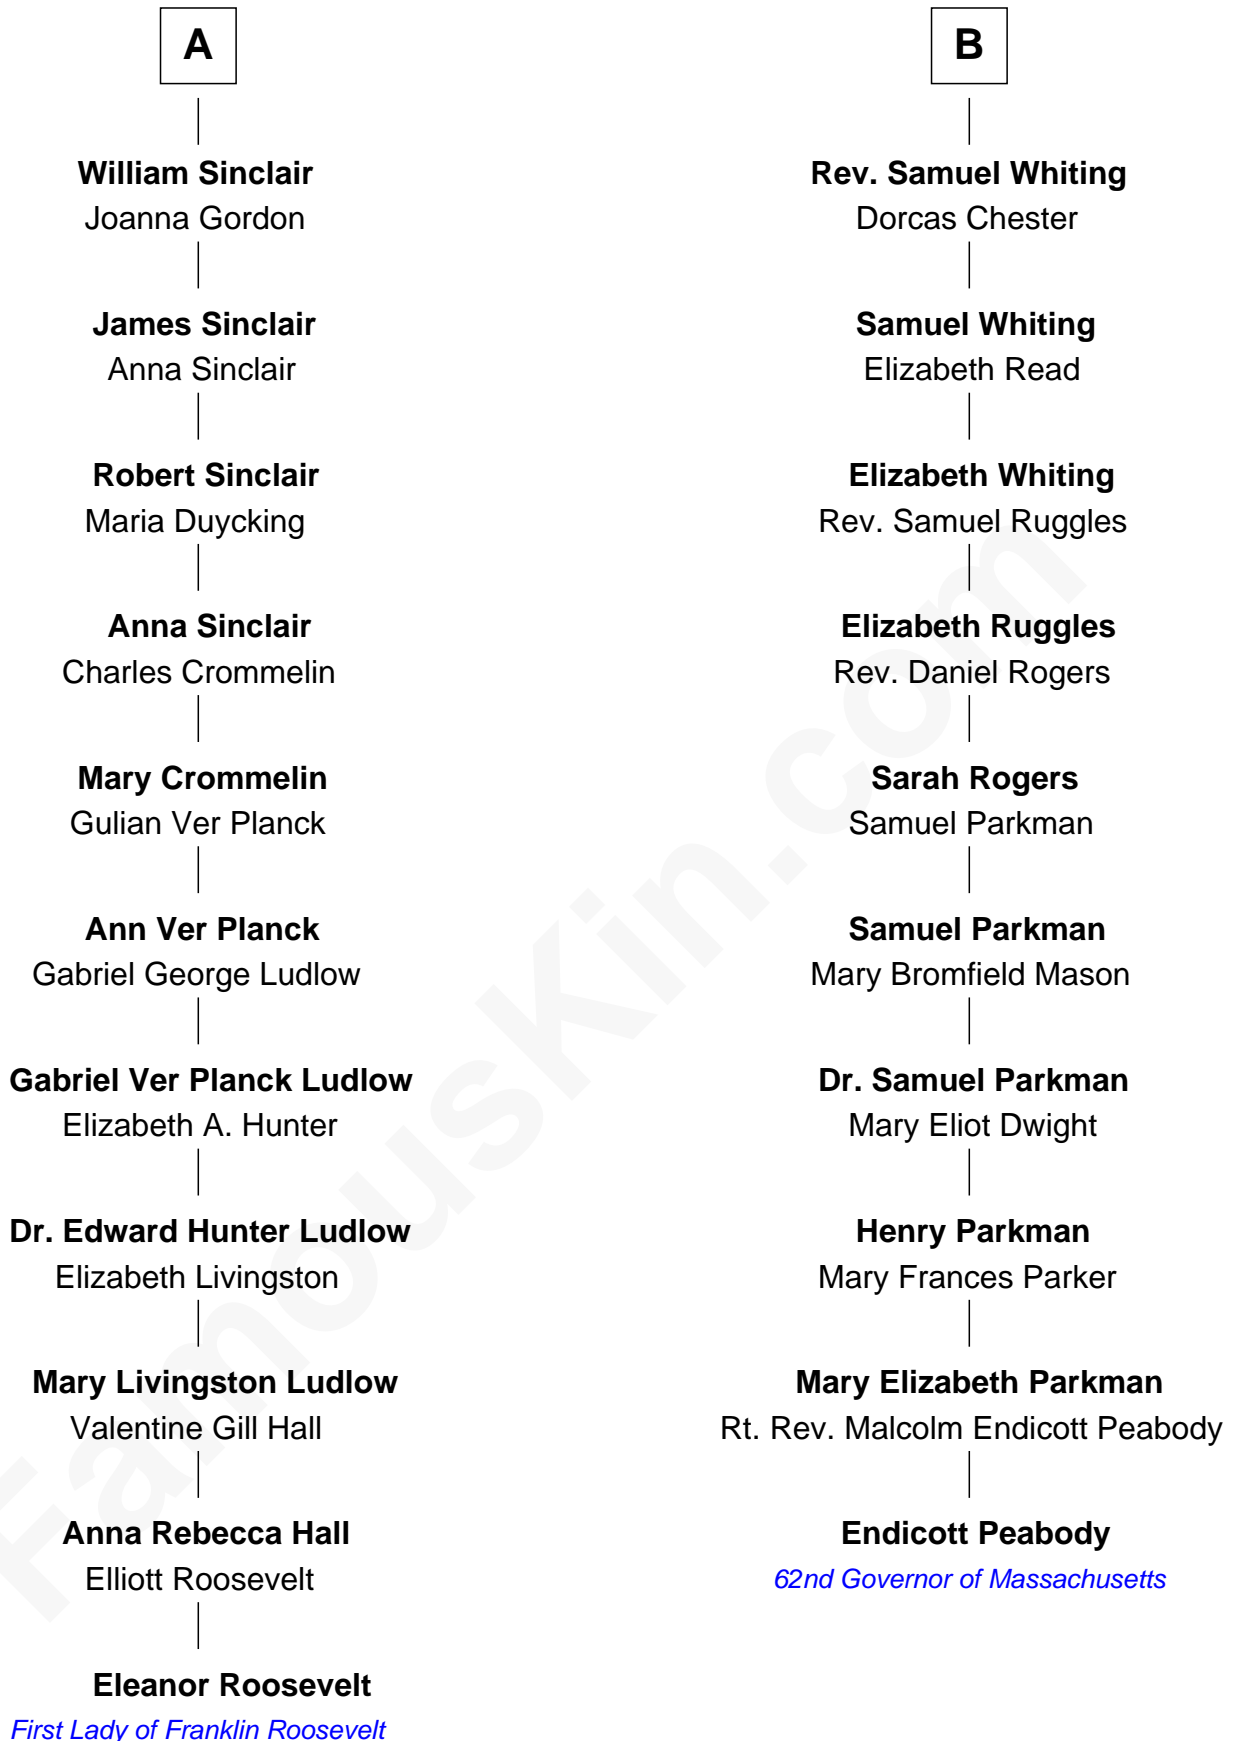 A
William Sinclair
Joanna Gordon
James Sinclair
Anna Sinclair
Robert Sinclair
Maria Duycking
Anna Sinclair
Charles Crommelin
Mary Crommelin
Gulian Ver Planck
Ann Ver Planck
Gabriel George Ludlow
Gabriel Ver Planck Ludlow
Elizabeth A. Hunter
Dr. Edward Hunter Ludlow
Elizabeth Livingston
Mary Livingston Ludlow
Valentine Gill Hall
Anna Rebecca Hall
Elliott Roosevelt
Eleanor Roosevelt
First Lady of Franklin Roosevelt
B
Rev. Samuel Whiting
Dorcas Chester
Samuel Whiting
Elizabeth Read
Elizabeth Whiting
Rev. Samuel Ruggles
Elizabeth Ruggles
Rev. Daniel Rogers
Sarah Rogers
Samuel Parkman
Samuel Parkman
Mary Bromfield Mason
Dr. Samuel Parkman
Mary Eliot Dwight
Henry Parkman
Mary Frances Parker
Mary Elizabeth Parkman
Rt. Rev. Malcolm Endicott Peabody
Endicott Peabody
62nd Governor of Massachusetts
FamousKin.com